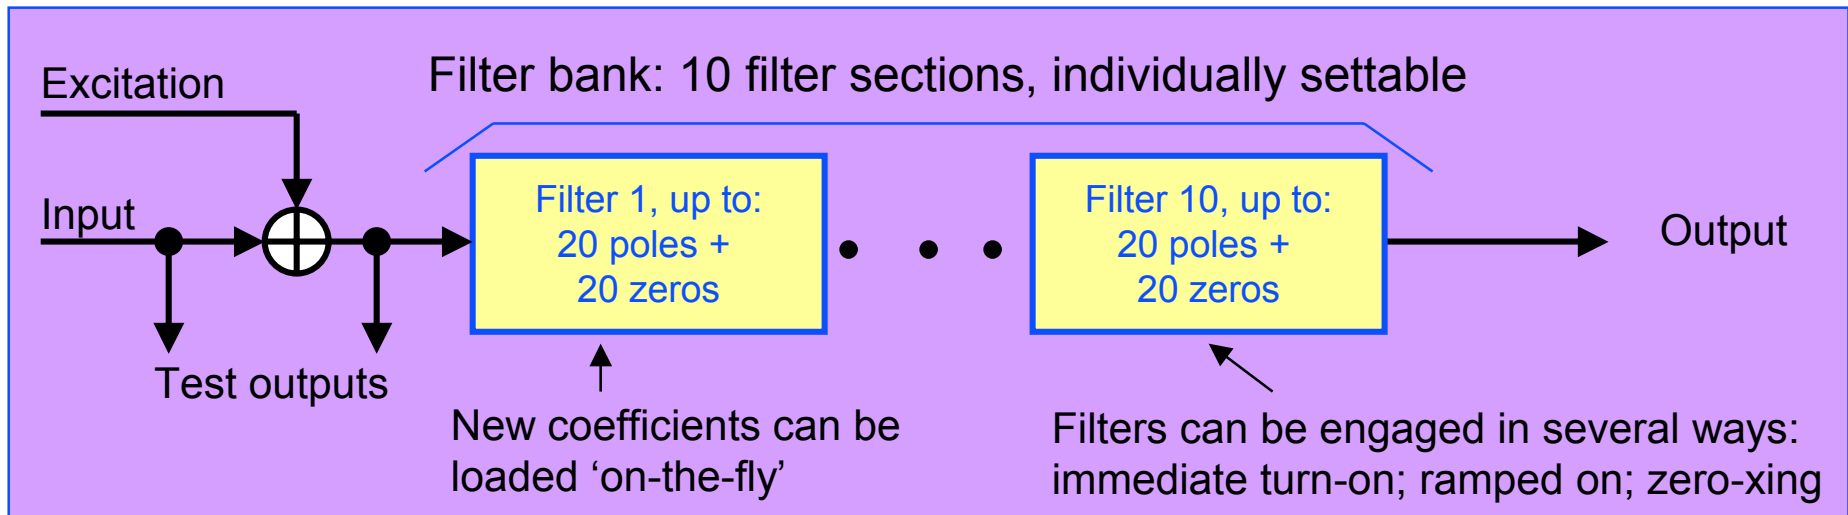 Excitation
Filter bank: 10 filter sections, individually settable
Input
Filter 1, up to:
20 poles +
20 zeros
Filter 10, up to:
20 poles +
20 zeros
Output
Test outputs
New coefficients can be
loaded ‘on-the-fly’
Filters can be engaged in several ways:
immediate turn-on; ramped on; zero-xing